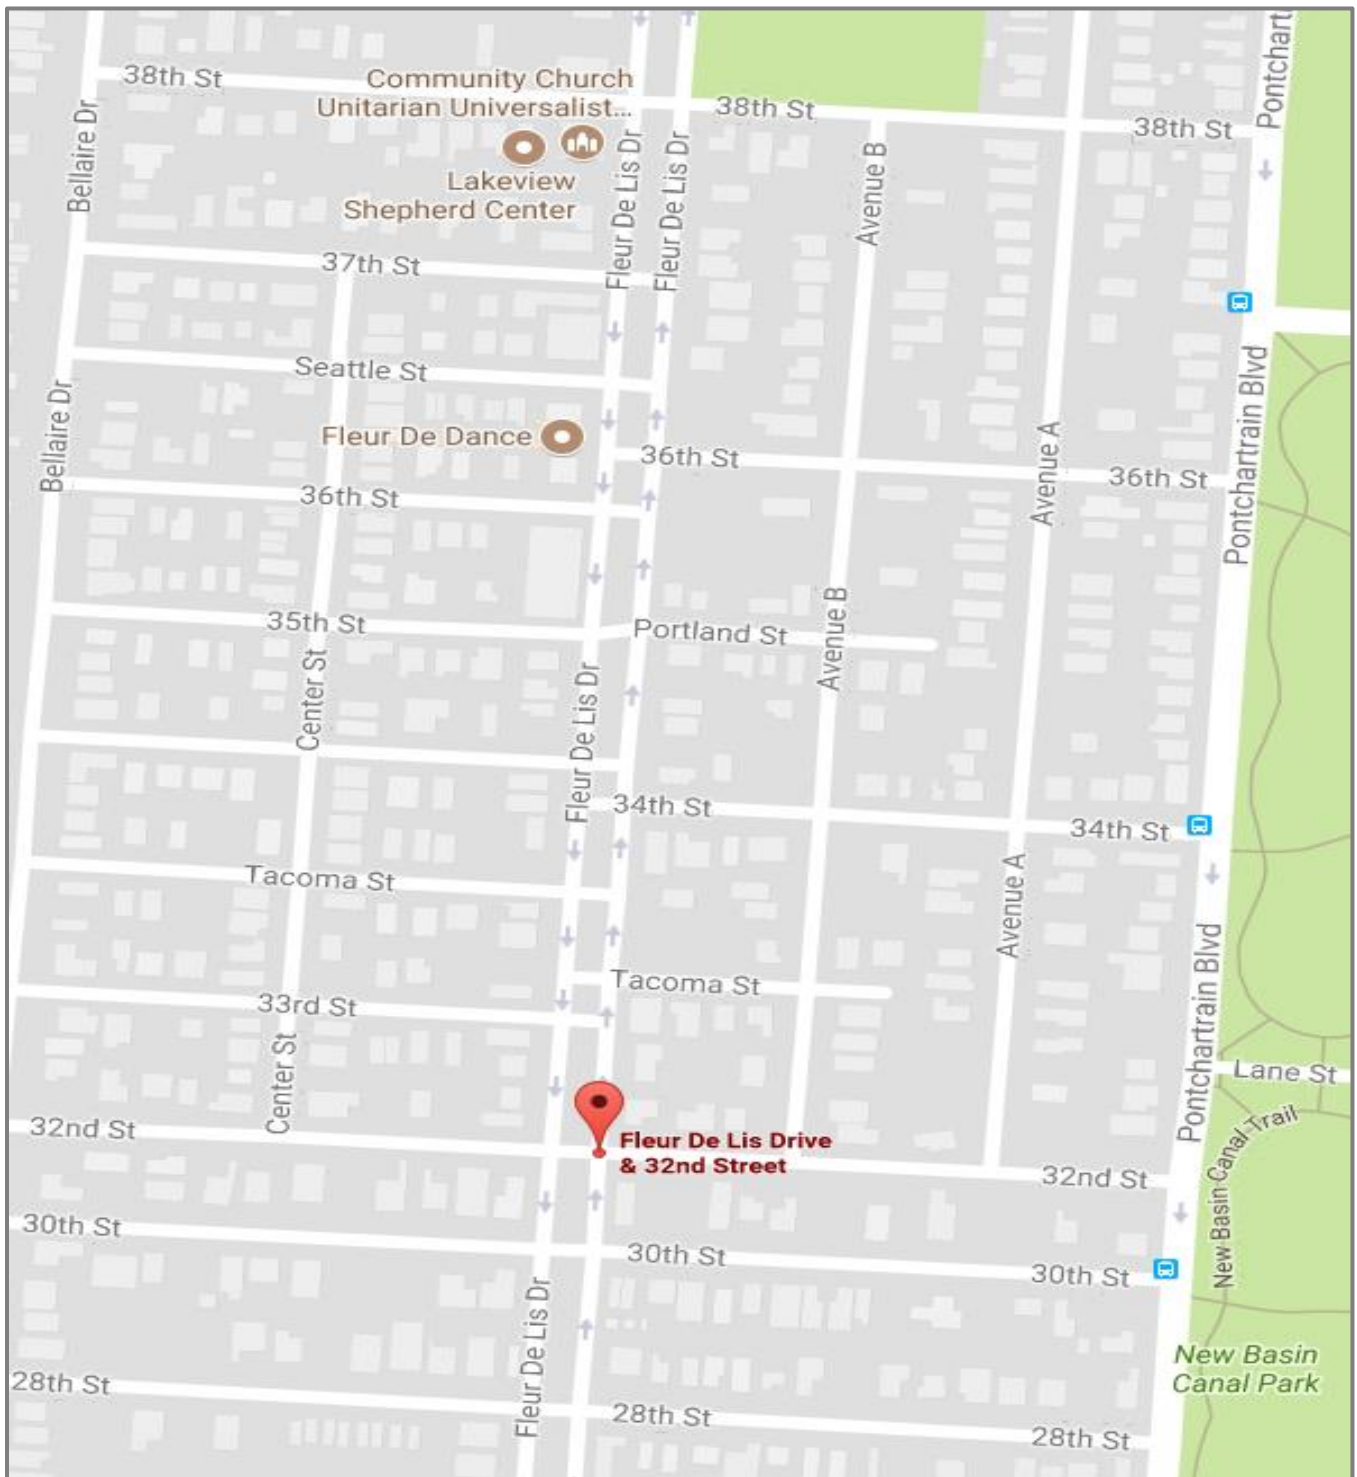 Pontchart
38th St
Community Church
Unitarian Universalist...
38th St
38th St
Bellaire Dr
Fleur De Lis Dr
Fleur De Lis Dr
Avenue B
Lakeview
Shepherd Center
37th St
Seattle St
Pontchartrain Blvd
Bellaire Dr
Fleur De Dance
36th St
Avenue A
36th St
36th St
35th St
Portland St
Avenue B
Center St
Fleur De Lis Dr
34th St
34th St
Tacoma St
Avenue A
Tacoma St
Pontchartrain Blvd
33rd St
Center St
Lane St
32nd St
Fleur De Lis Drive
& 32nd Street
32nd St
New Basin Canal Trail
30th St
30th St
30th St
Fleur De Lis Dr
New Basin
Canal Park
28th St
28th St
28th St